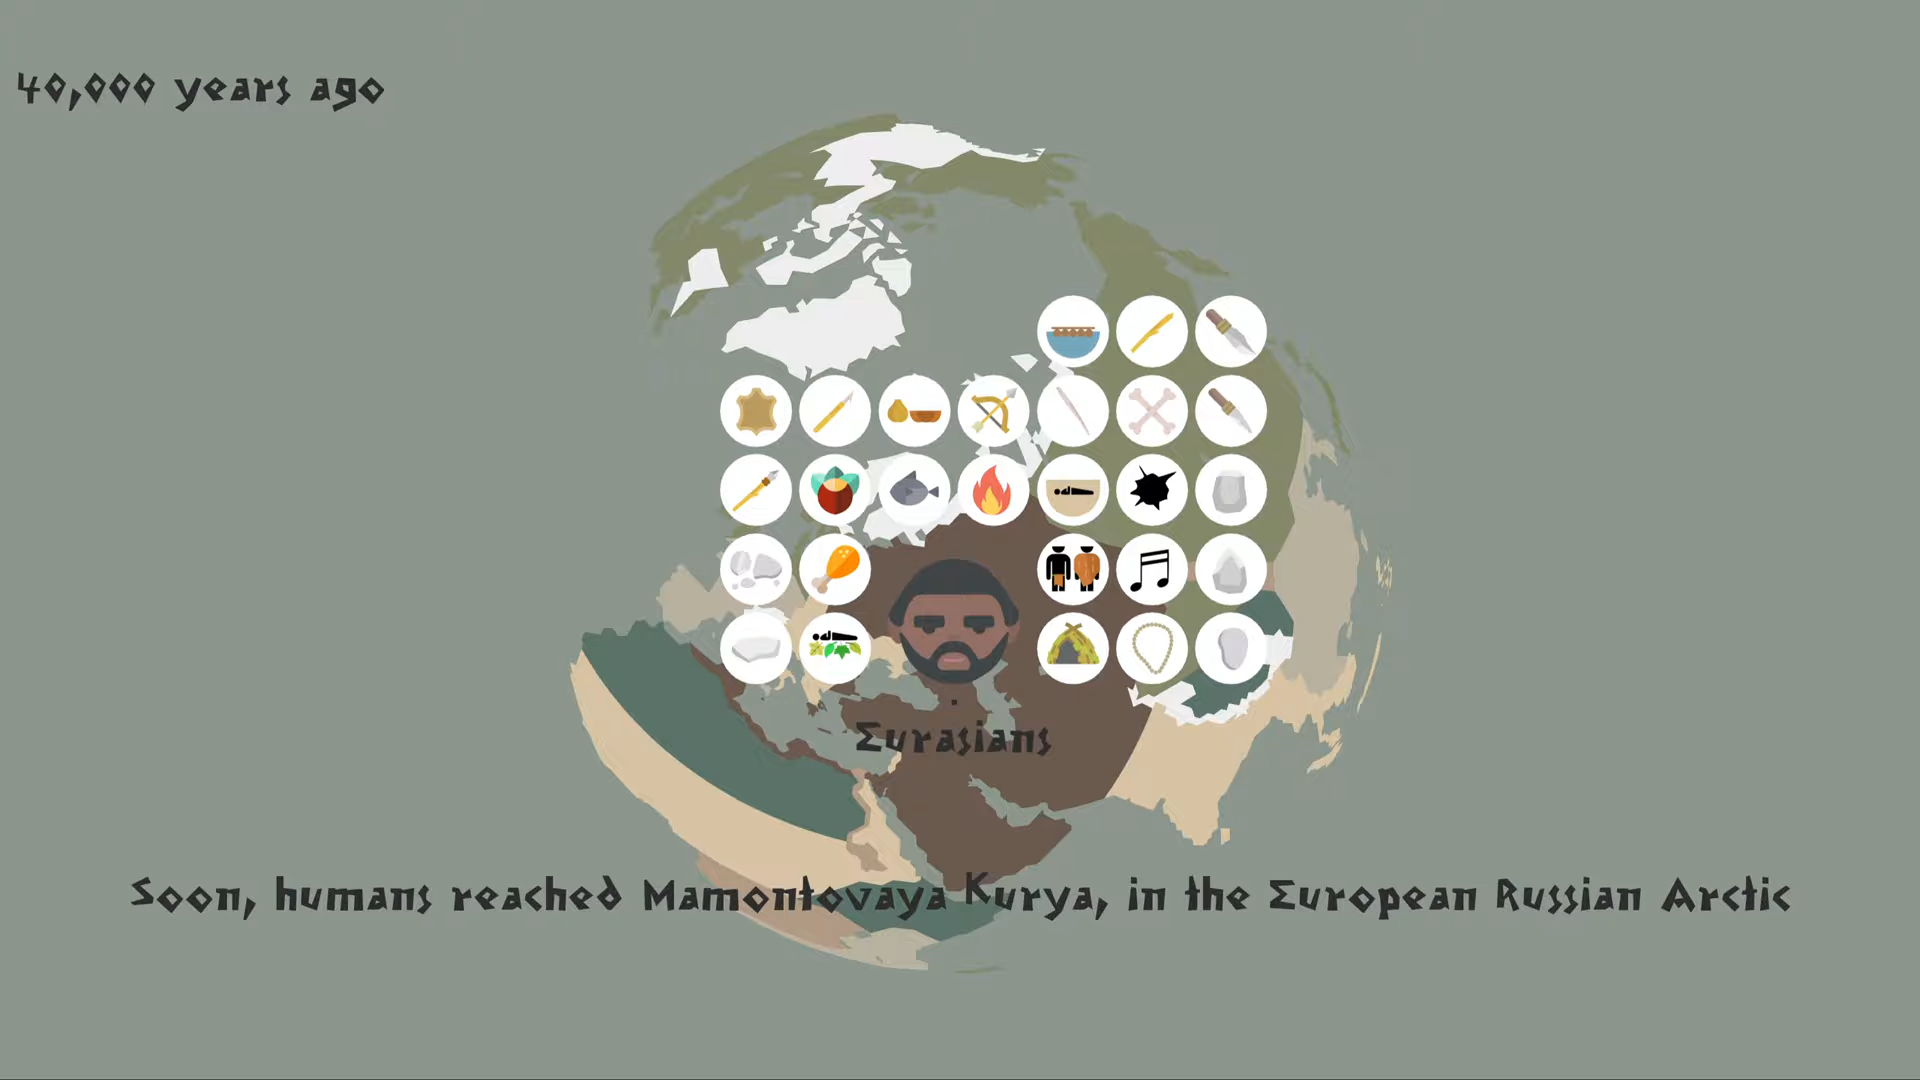 40,000 years ago
Eurasians
Soon, humans reached Mamontovaya Kurya, in the European Russian Arctic